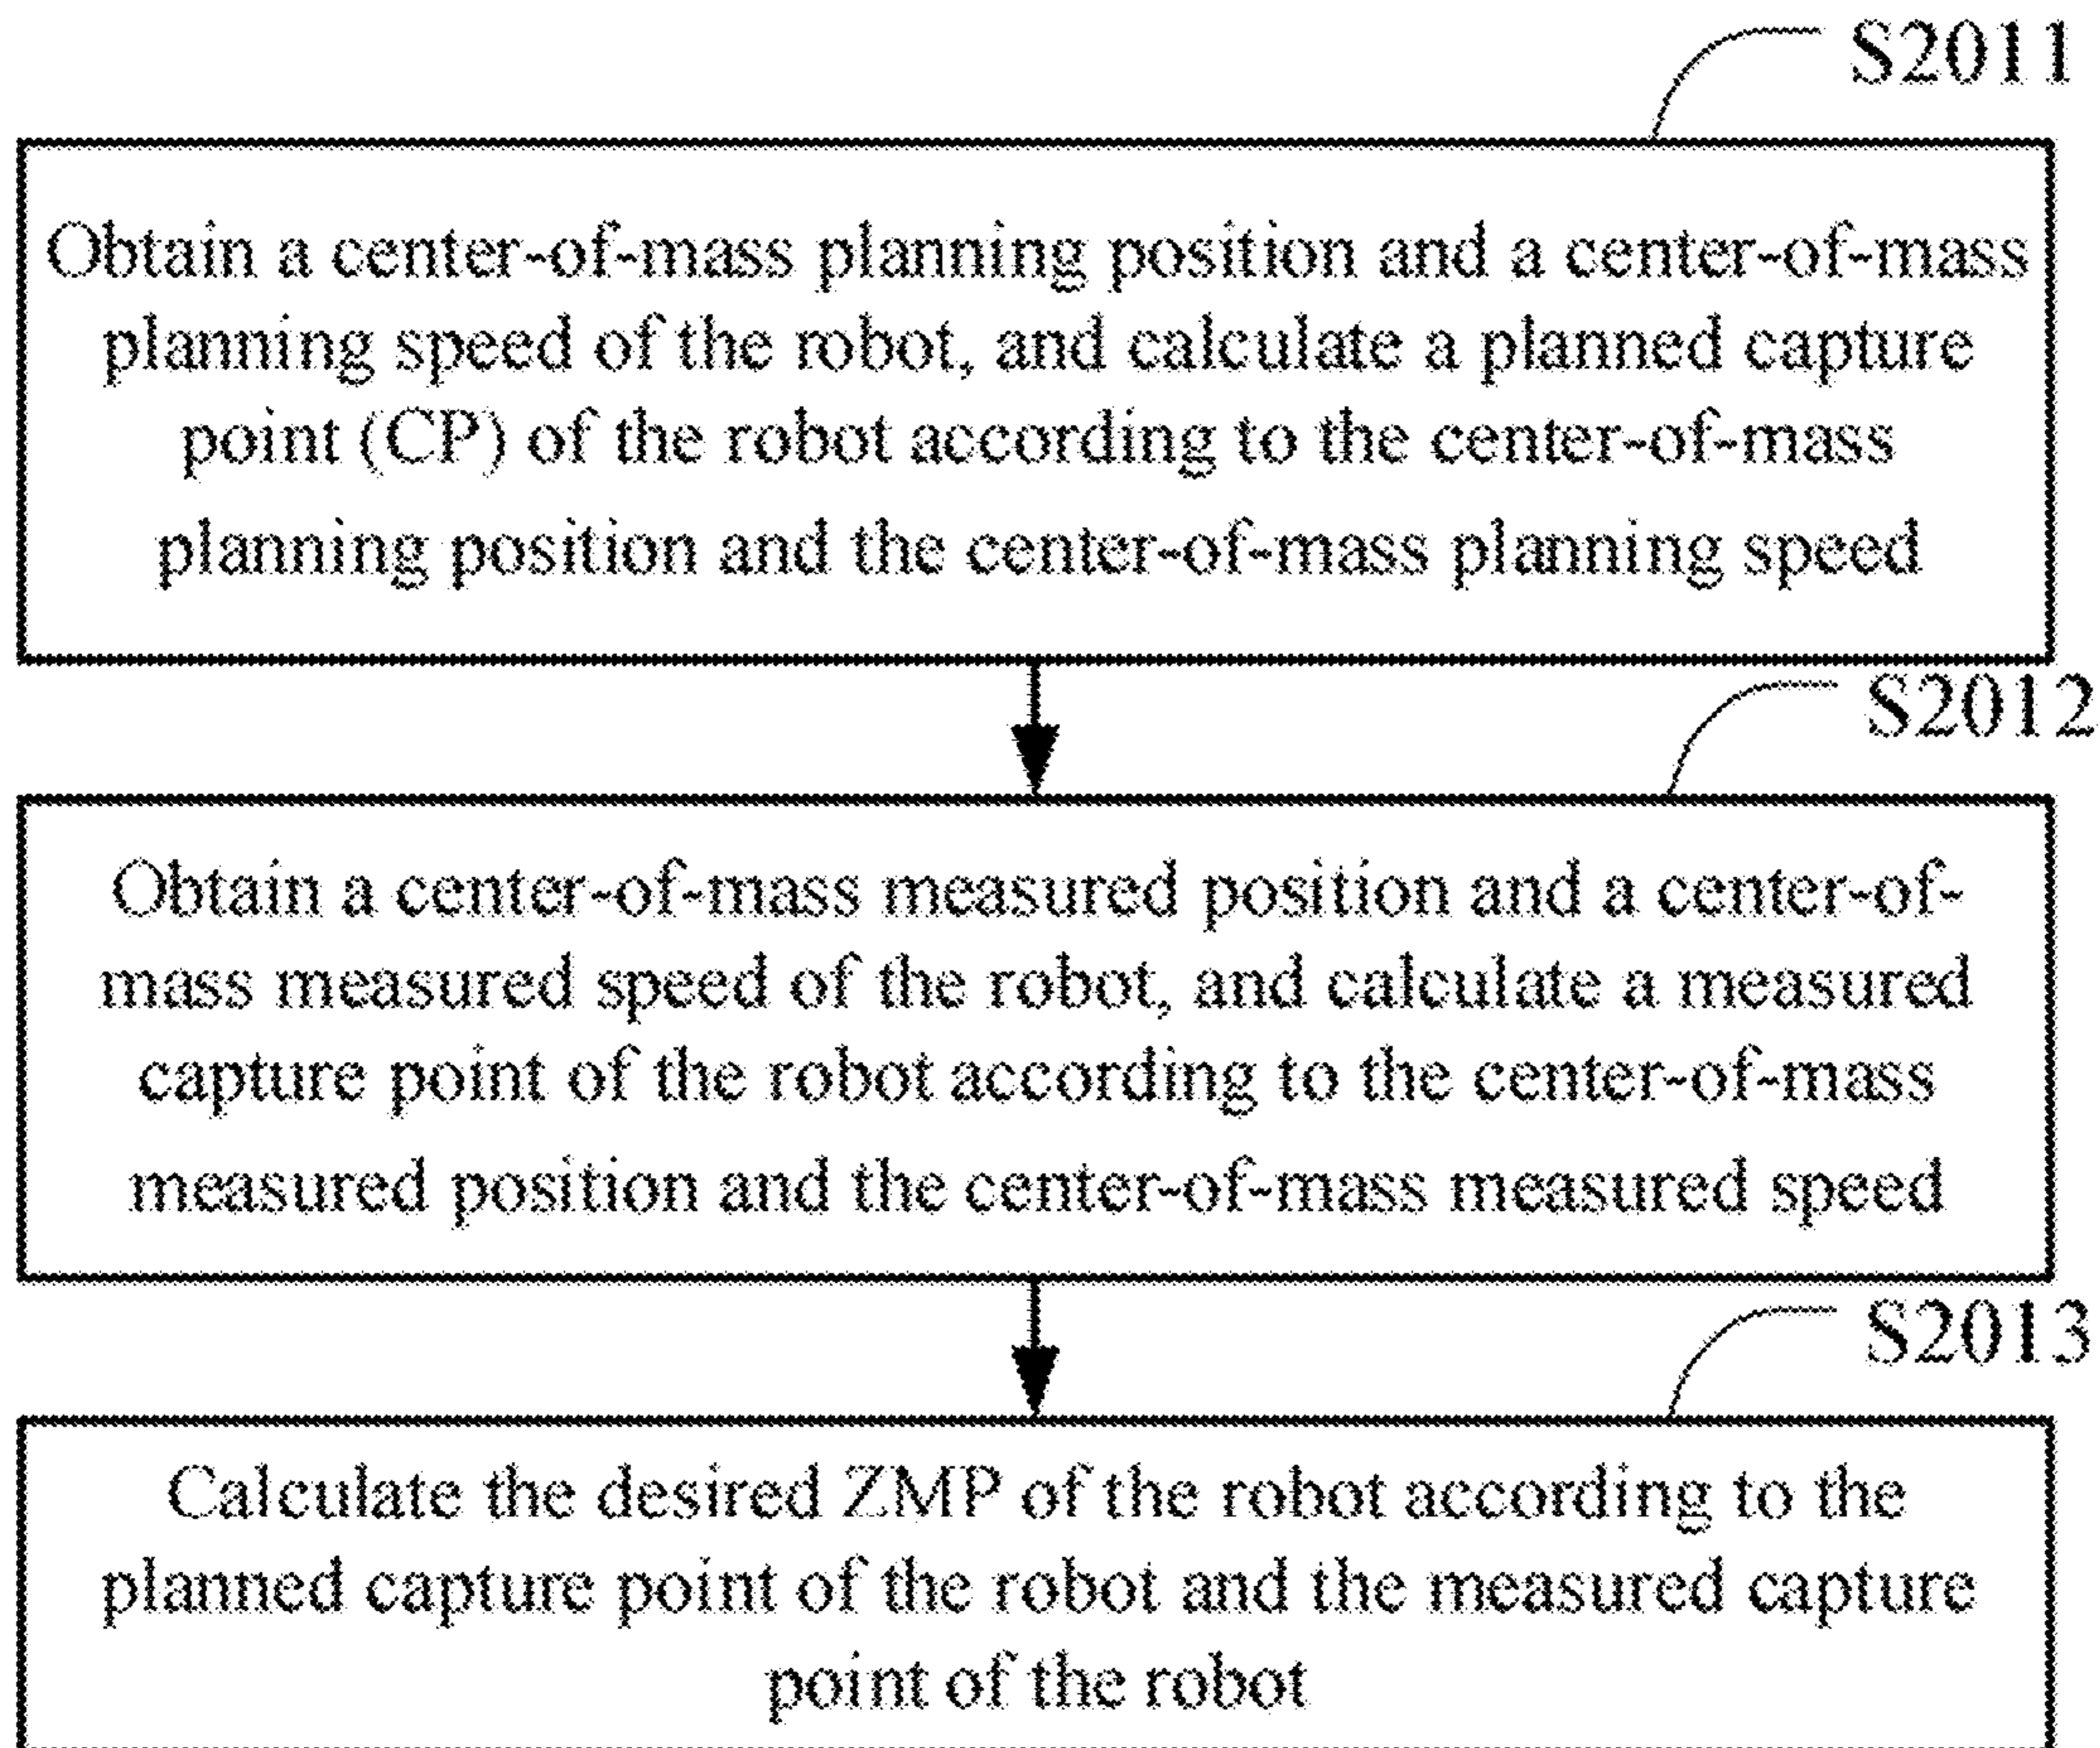 S2011
Obtain a center-of-mass planning position and a center-of-mass
planning speed of the robot, and calculate a planned capture
point (CP) of the robot according to the center-of-mass
planning position and the center-of-mass planning speed
S2012
Obtain a center-of-mass measured position and a center-of-
mass measured speed of the robot, and calculate a measured
capture point of the robot according to the center-of-mass
measured position and the center-of-mass measured speed
S2013
Calculate the desired ZMP of the robot according to the
planned capture point of the robot and the measured capture
point of the robot